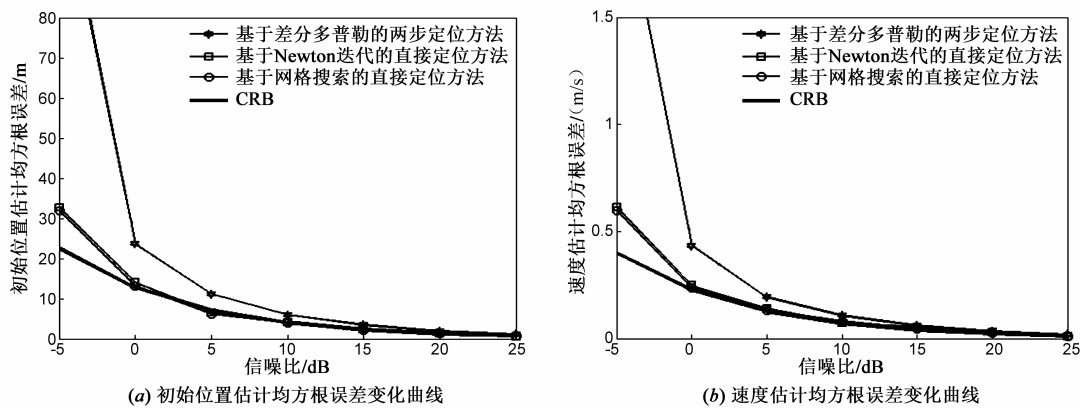 80
70
60
50
40
30
20
10
0
初始位置估计均方根误差/m
基于差分多普勒的两步定位方法
基于Newton迭代的直接定位方法
基于网格搜索的直接定位方法
CRB
-5 0 5 10 15 20 25
信噪比/dB
(a) 初始位置估计均方根误差变化曲线
1.5
1
0.5
0
速度估计均方根误差/(m/s)
基于差分多普勒的两步定位方法
基于Newton迭代的直接定位方法
基于网格搜索的直接定位方法
CRB
-5 0 5 10 15 20 25
信噪比/dB
(b) 速度估计均方根误差变化曲线